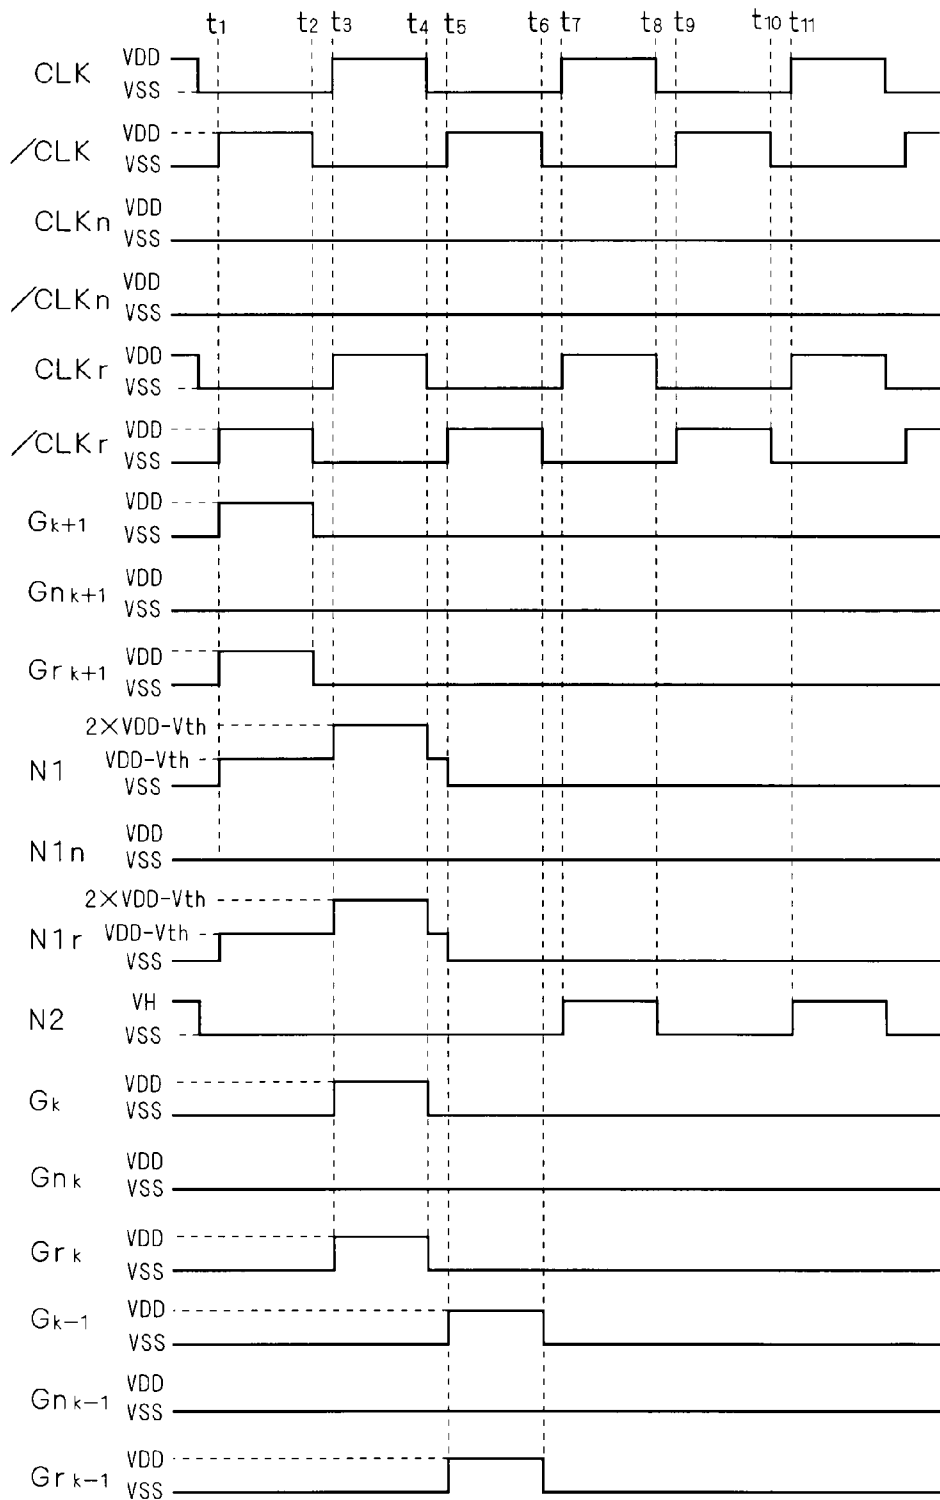 t1 t2 t3 t4 t5 t6 t7 t8 t9 t10 t11
CLK VDD VSS
/CLK VDD VSS
CLKn VDD VSS
/CLKn VDD VSS
CLKr VDD VSS
/CLKr VDD VSS
Gk+1 VDD VSS
Gnk+1 VDD VSS
Grk+1 VDD VSS
2×VDD-Vth
N1 VDD-Vth VSS
N1n VDD VSS
2×VDD-Vth
N1r VDD-Vth VSS
N2 VH VSS
Gk VDD VSS
Gnk VDD VSS
Grk VDD VSS
Gk-1 VDD VSS
Gnk-1 VDD VSS
Grk-1 VDD VSS